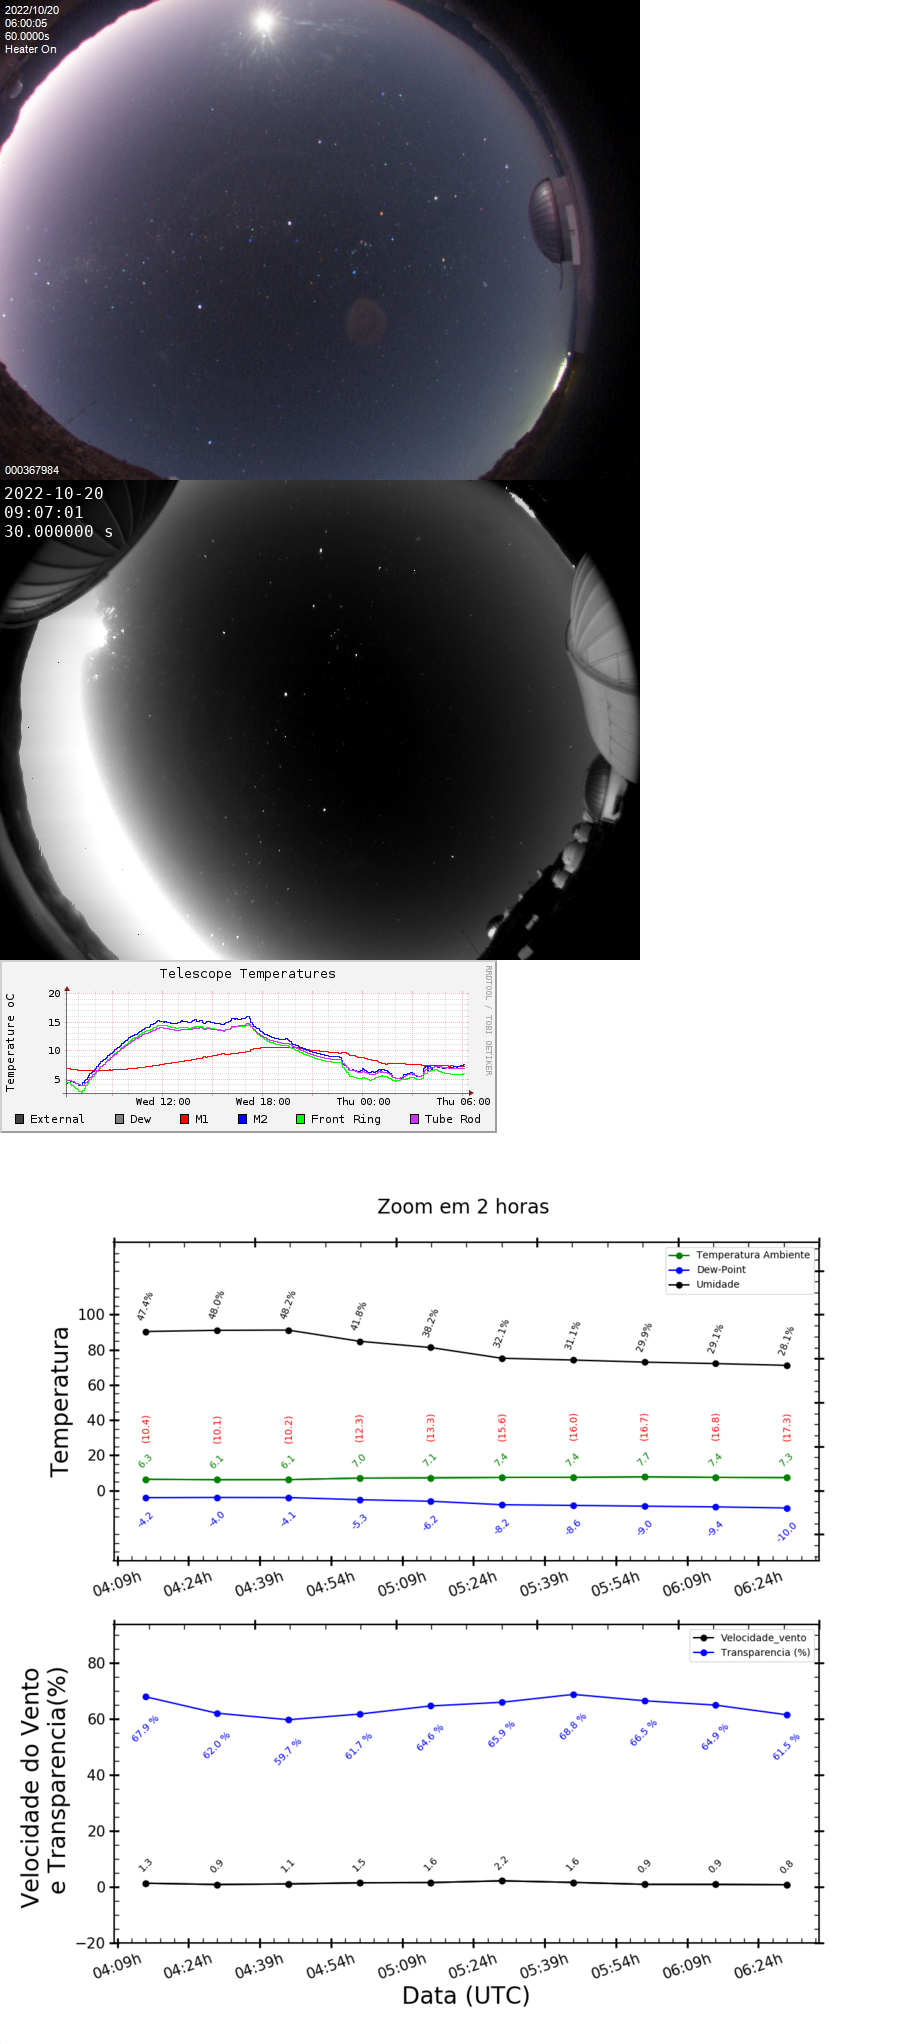 2022/10/20
06:00:05
60.0000s
Heater On
000367984
2022-10-20
09:07:01
30.000000 s
Telescope Temperatures
RRDTOOL / TOBI OETIKER
Temperature oC
20
15
10
5
Wed 12:00 Wed 18:00 Thu 00:00 Thu 06:00
External Dew M1 M2 Front Ring Tube Rod
Zoom em 2 horas
Temperatura Ambiente
Dew-Point
Umidade
Temperatura
100
80
60
40
20
0
47.4% 48.0% 48.2% 41.8% 38.2% 32.1% 31.1% 29.9% 29.1% 28.1%
(10.4) (10.1) (10.2) (12.3) (13.3) (15.6) (16.0) (16.7) (16.8) (17.3)
6.3 6.1 6.1 7.0 7.1 7.4 7.4 7.7 7.4 7.3
-4.2 -4.0 -4.1 -5.3 -6.2 -8.2 -8.6 -9.0 -9.4 -10.0
04:09h 04:24h 04:39h 04:54h 05:09h 05:24h 05:39h 05:54h 06:09h 06:24h
Velocidade_vento
Transparencia (%)
Velocidade do Vento
e Transparencia(%)
80
60
40
20
0
−20
67.9 % 62.0 % 59.7 % 61.7 % 64.6 % 65.9 % 68.8 % 66.5 % 64.9 % 61.5 %
1.3 0.9 1.1 1.5 1.6 2.2 1.6 0.9 0.9 0.8
04:09h 04:24h 04:39h 04:54h 05:09h 05:24h 05:39h 05:54h 06:09h 06:24h
Data (UTC)